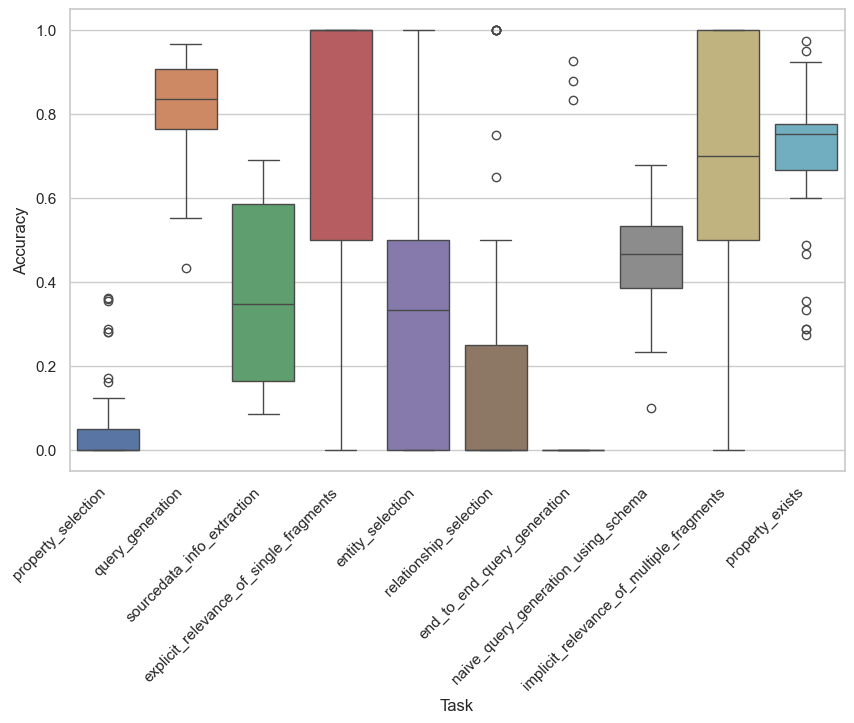 1.0
0.8
0.6
0.4
0.2
0.0
Accuracy
property_selection
query_generation
sourcedata_info_extraction
explicit_relevance_of_single_fragments
entity_selection
relationship_selection
end_to_end_query_generation
naive_query_generation_using_schema
implicit_relevance_of_multiple_fragments
property_exists
Task